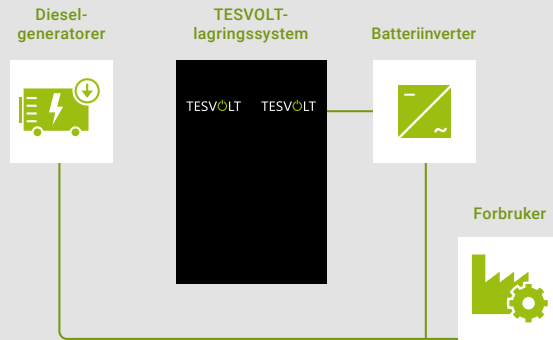 Diesel-
generatorer
TESVOLT-
lagringssystem
Batteriinverter
TESVOLT TESVOLT
Forbruker